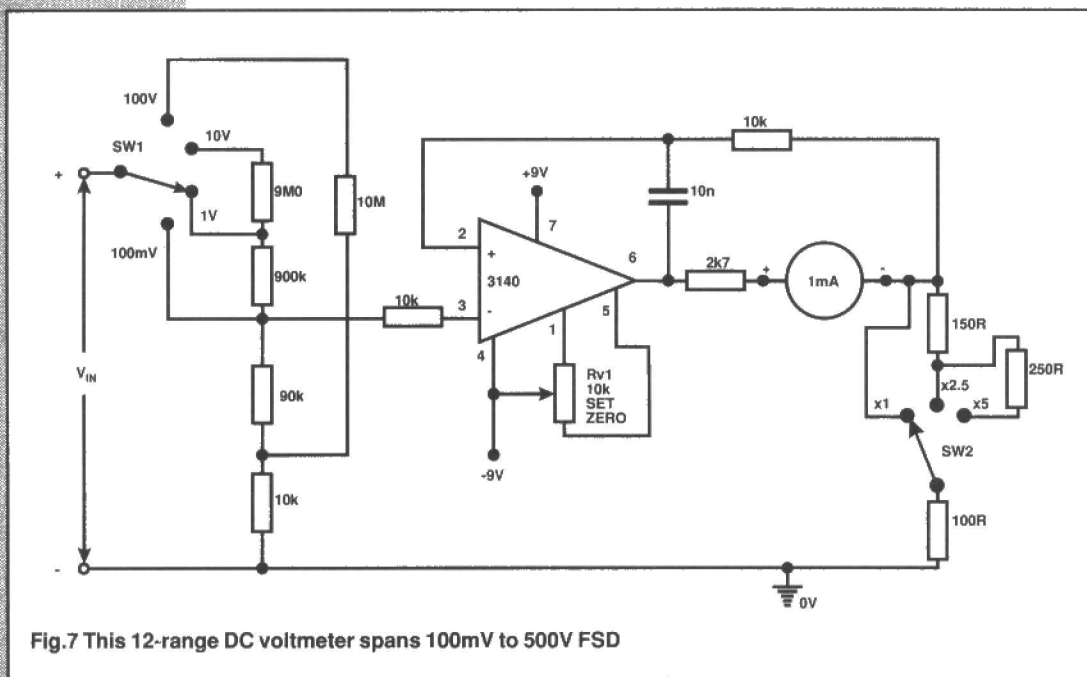 100V
10V
SW1
+
9M0
10M
1V
100mV
900k
VIN
90k
10k
-
10k
+9V
7
2
+
3140
3
-
6
4
1
5
Rv1
10k
SET
ZERO
-9V
10n
10k
2k7
+
1mA
-
150R
250R
x2.5
x1
x5
SW2
100R
0V
Fig.7 This 12-range DC voltmeter spans 100mV to 500V FSD